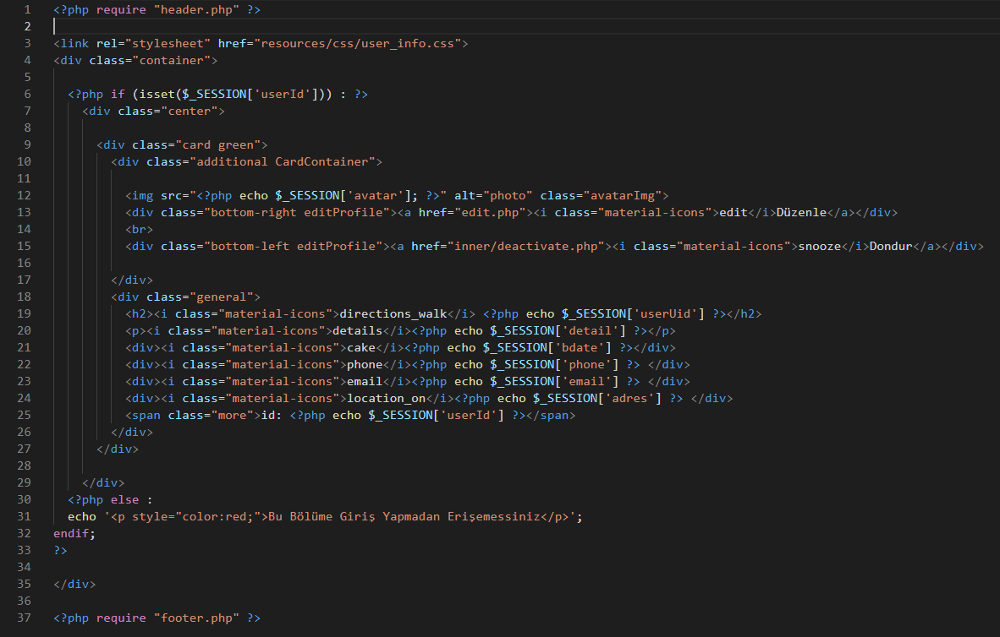 1 <?php require "header.php" ?>
2
3 <link rel="stylesheet" href="resources/css/user_info.css">
4 <div class="container">
5
6 <?php if (isset($_SESSION['userId'])) : ?>
7 <div class="center">
8
9 <div class="card green">
10 <div class="additional CardContainer">
11
12 <img src="<?php echo $_SESSION['avatar']; ?>" alt="photo" class="avatarImg">
13 <div class="bottom-right editProfile"><a href="edit.php"><i class="material-icons">edit</i>Düzenle</a></div>
14 <br>
15 <div class="bottom-left editProfile"><a href="inner/deactivate.php"><i class="material-icons">snooze</i>Dondur</a></div>
16
17 </div>
18 <div class="general">
19 <h2><i class="material-icons">directions_walk</i> <?php echo $_SESSION['userUid'] ?></h2>
20 <p><i class="material-icons">details</i><?php echo $_SESSION['detail'] ?></p>
21 <div><i class="material-icons">cake</i><?php echo $_SESSION['bdate'] ?></div>
22 <div><i class="material-icons">phone</i><?php echo $_SESSION['phone'] ?> </div>
23 <div><i class="material-icons">email</i><?php echo $_SESSION['email'] ?> </div>
24 <div><i class="material-icons">location_on</i><?php echo $_SESSION['adres'] ?> </div>
25 <span class="more">id: <?php echo $_SESSION['userId'] ?></span>
26 </div>
27 </div>
28
29 </div>
30 <?php else :
31 echo '<p style="color:red;">Bu Bölüme Giriş Yapmadan Erişemessiniz</p>';
32 endif;
33 ?>
34
35 </div>
36
37 <?php require "footer.php" ?>